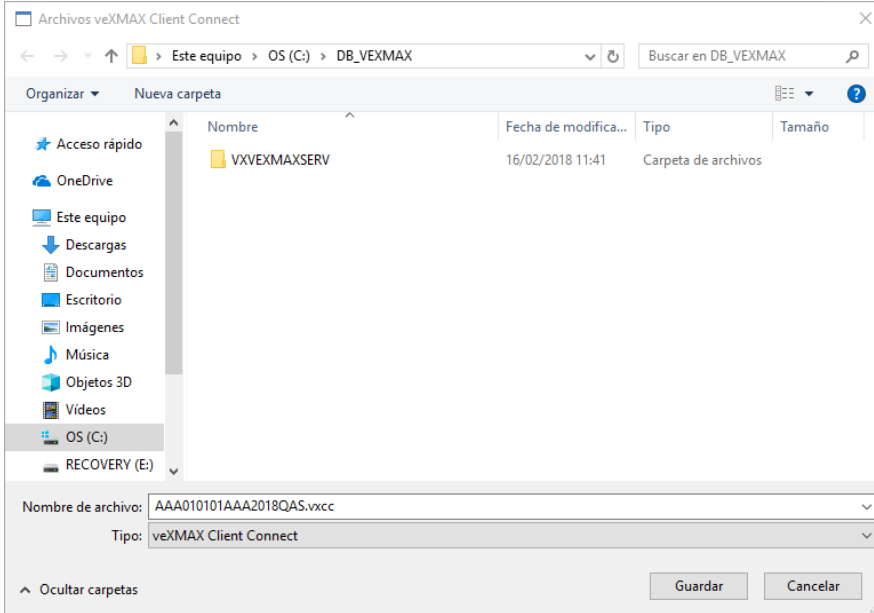 Archivos veXMAX Client Connect
Este equipo > OS (C:) > DB_VEXMAX
Buscar en DB_VEXMAX
Organizar
Nueva carpeta
Nombre
Fecha de modifica...
Tipo
Tamaño
Acceso rápido
OneDrive
Este equipo
Descargas
Documentos
Escritorio
Imágenes
Música
Objetos 3D
Vídeos
OS (C:)
RECOVERY (E:)
VXVEXMAXSERV
16/02/2018 11:41
Carpeta de archivos
Nombre de archivo: AAA010101AAA2018QAS.vxcc
Tipo: veXMAX Client Connect
Ocultar carpetas
Guardar
Cancelar